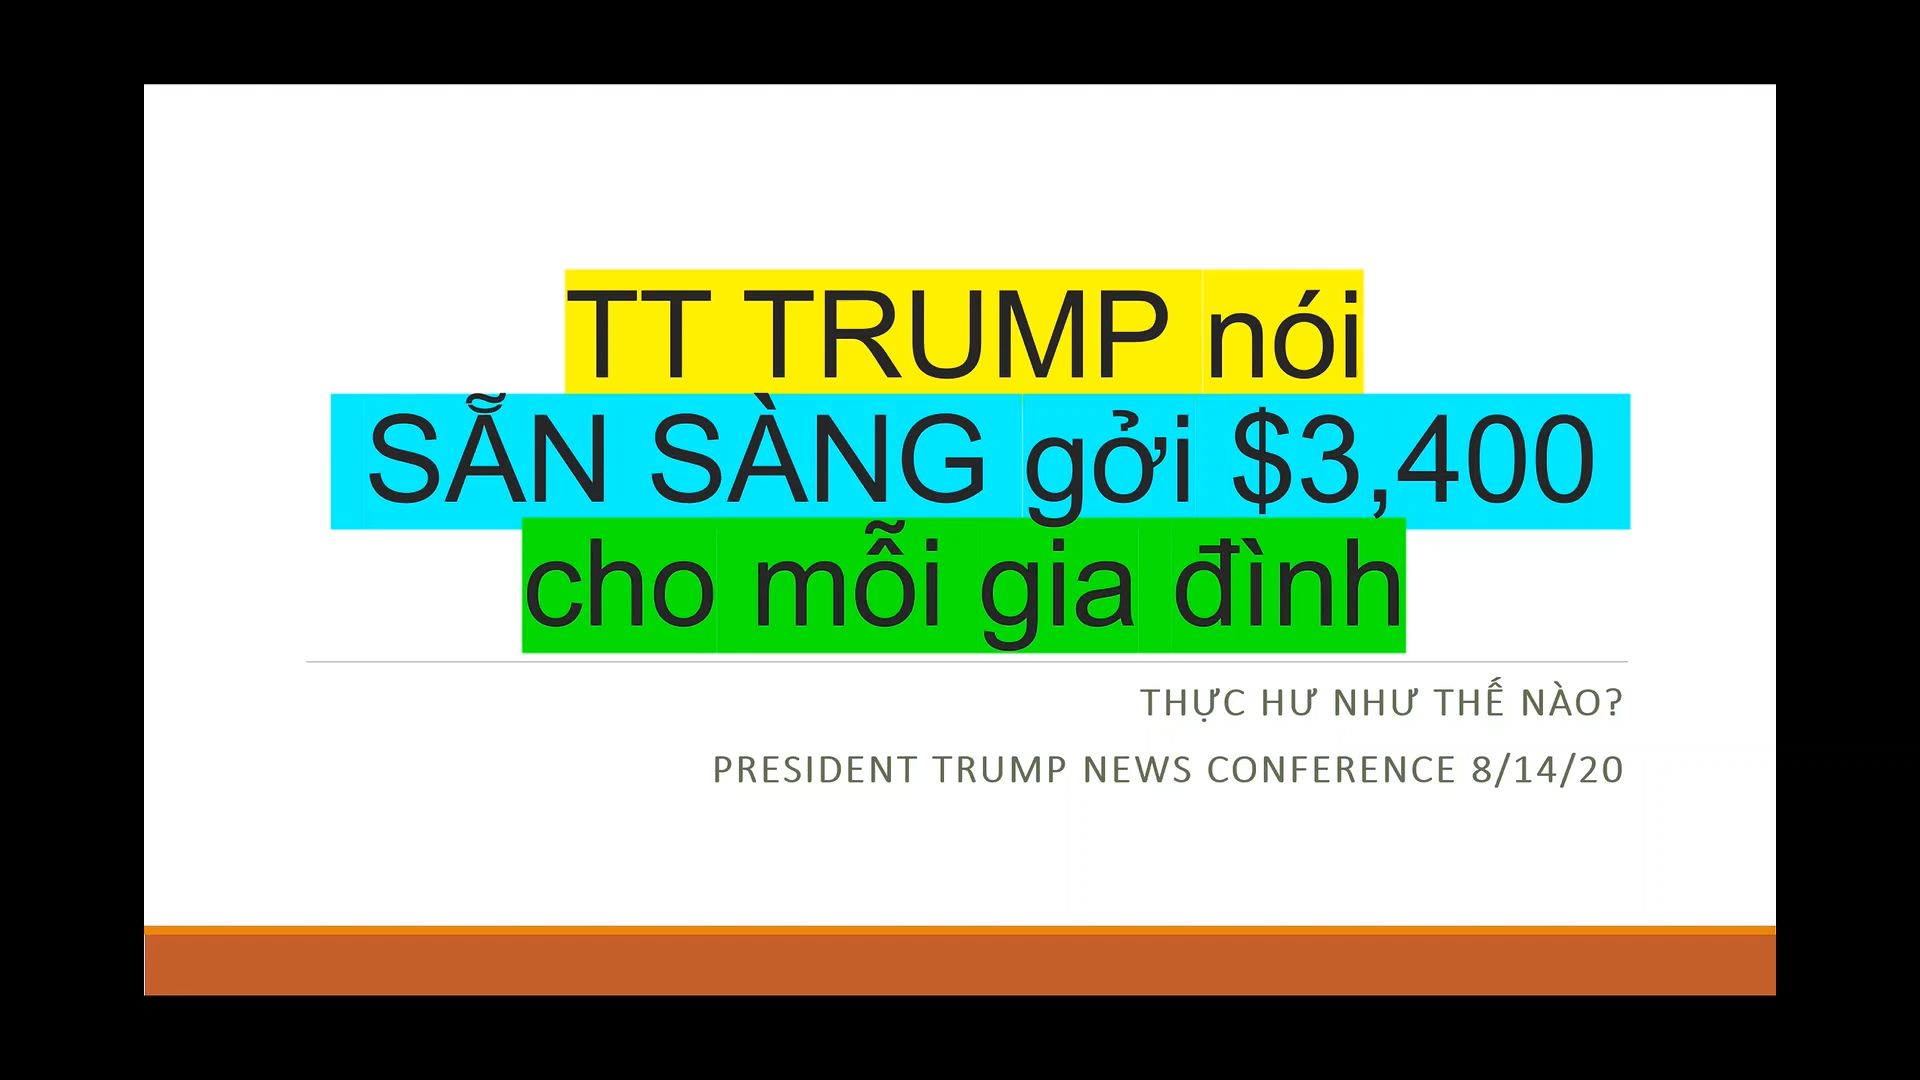 TT TRUMP nói
SẴN SÀNG gởi $3,400
cho mỗi gia đình
THỰC HƯ NHƯ THẾ NÀO?
PRESIDENT TRUMP NEWS CONFERENCE 8/14/20